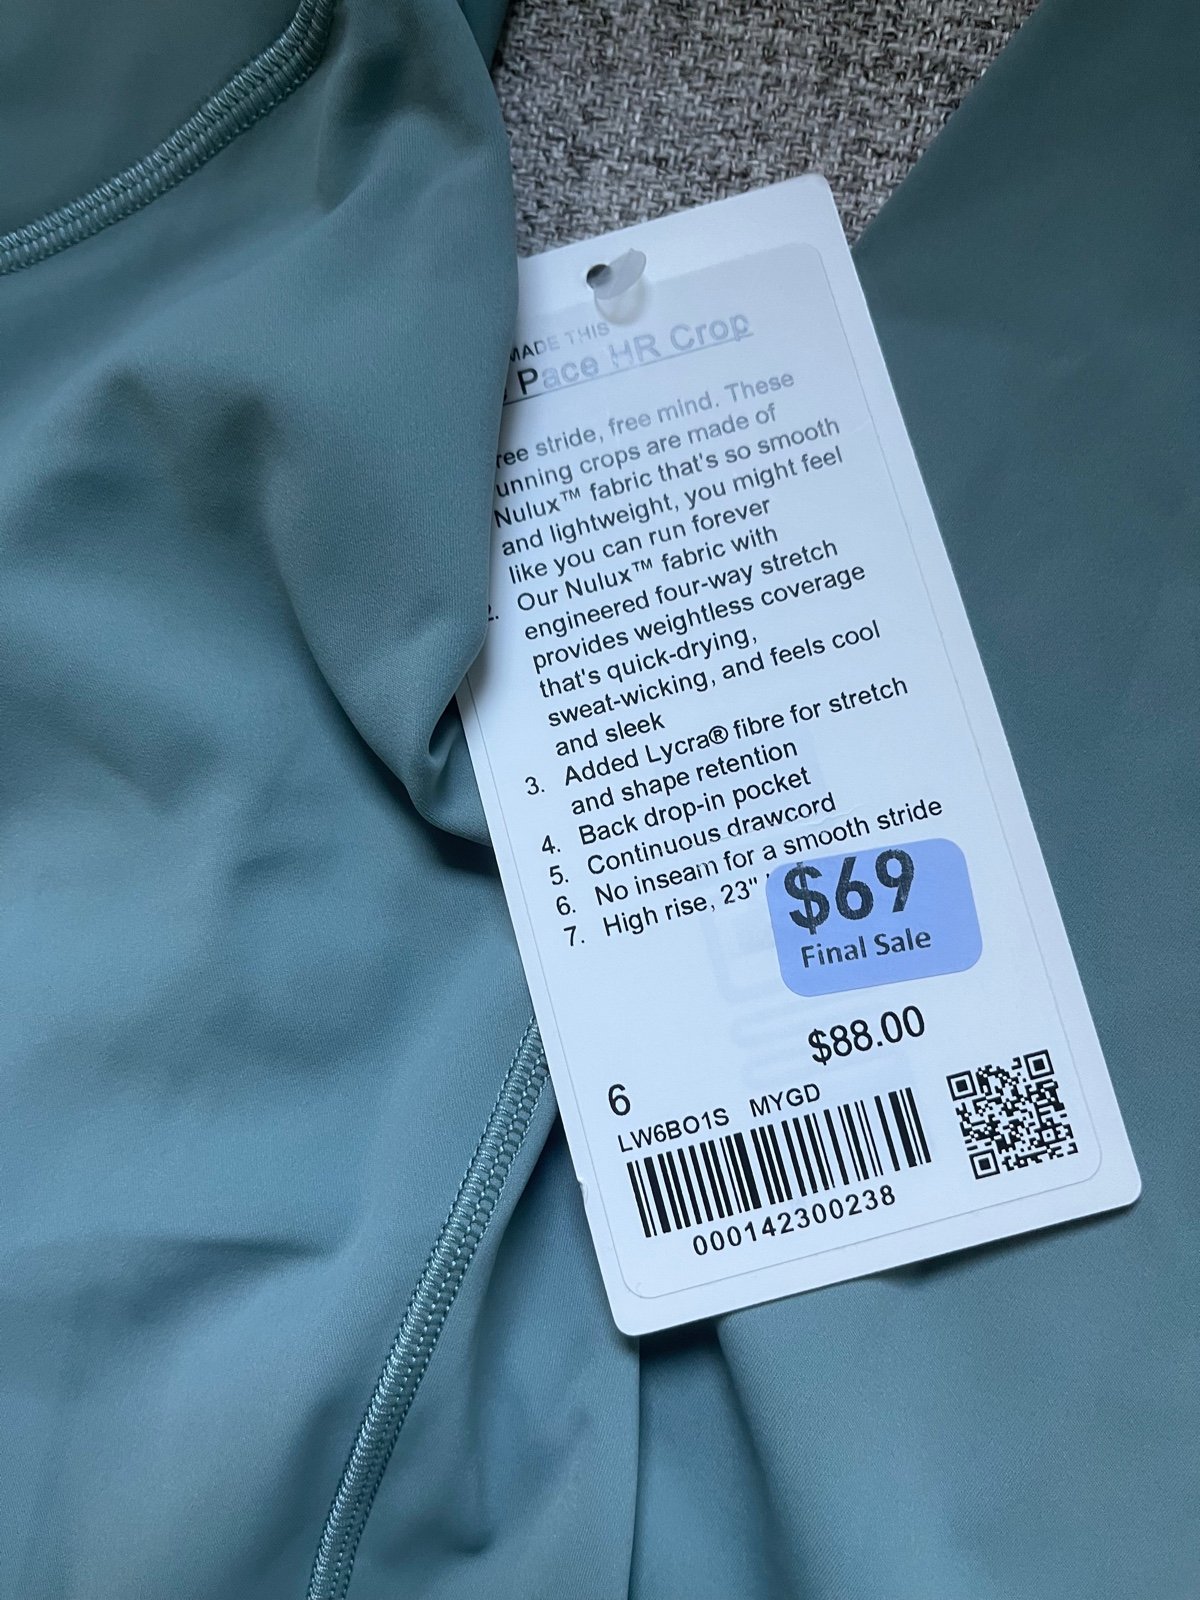 MADE THIS
Pace HR Crop
ree stride, free mind. These
unning crops are made of
Nulux™ fabric that's so smooth
and lightweight, you might feel
like you can run forever
2. Our Nulux™ fabric with
engineered four-way stretch
provides weightless coverage
that's quick-drying,
sweat-wicking, and feels cool
and sleek
3. Added Lycra® fibre for stretch
and shape retention
4. Back drop-in pocket
5. Continuous drawcord
6. No inseam for a smooth stride
7. High rise, 23"
$69
Final Sale
$88.00
6
LW6BO1S MYGD
000142300238